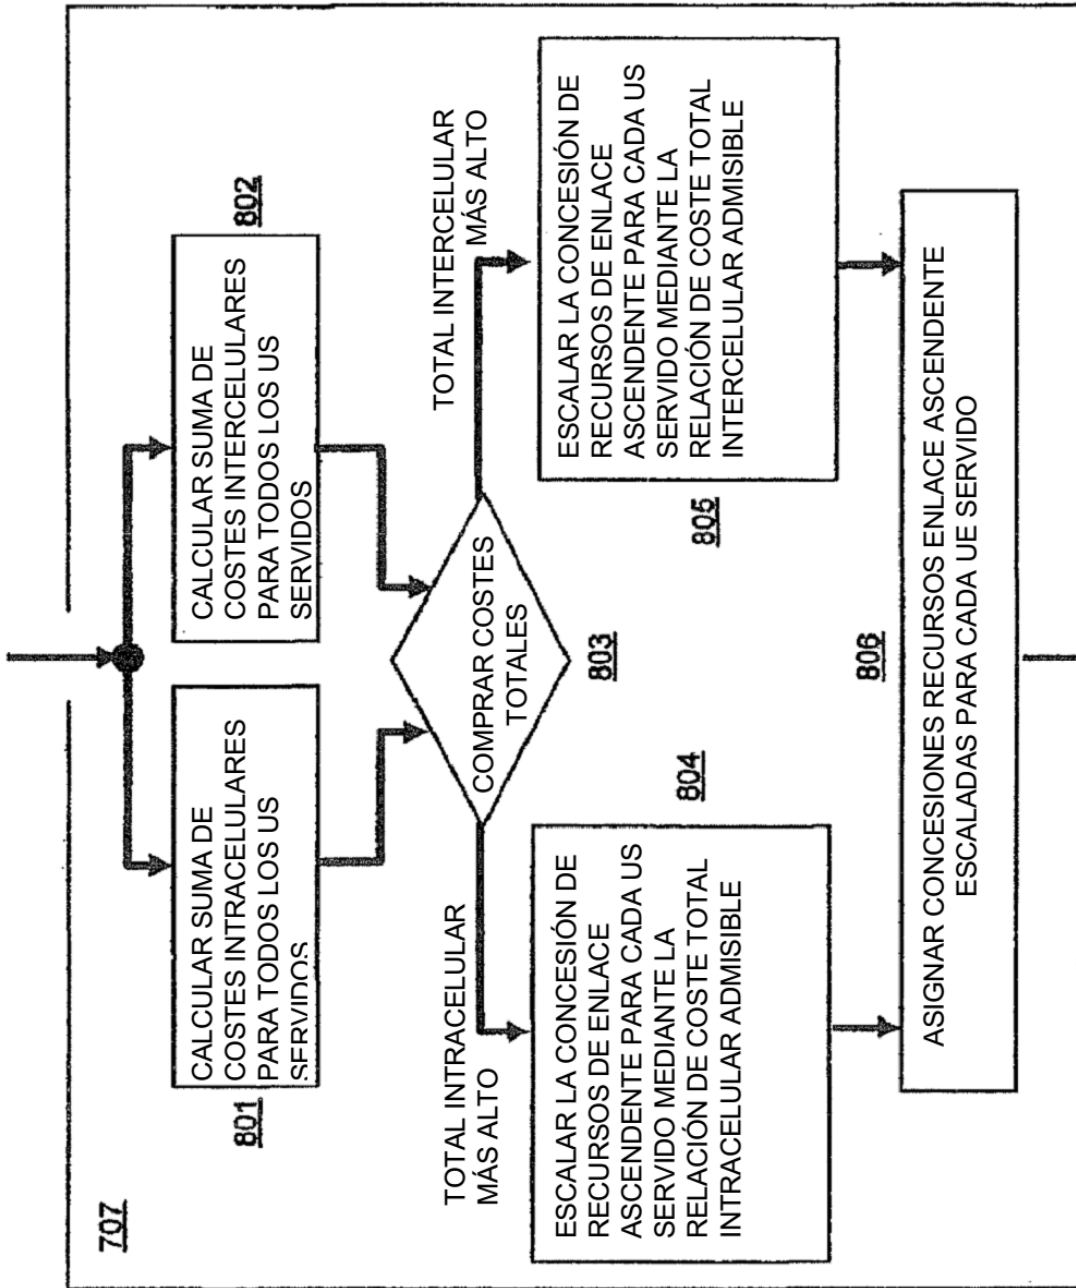 707
801
CALCULAR SUMA DE
COSTES INTRACELULARES
PARA TODOS LOS US
SERVIDOS
802
CALCULAR SUMA DE
COSTES INTERCELULARES
PARA TODOS LOS US
SERVIDOS
COMPRAR COSTES
TOTALES
803
TOTAL INTRACELULAR
MÁS ALTO
TOTAL INTERCELULAR
MÁS ALTO
ESCALAR LA CONCESIÓN DE
RECURSOS DE ENLACE
ASCENDENTE PARA CADA US
SERVIDO MEDIANTE LA
RELACIÓN DE COSTE TOTAL
INTRACELULAR ADMISIBLE
804
ESCALAR LA CONCESIÓN DE
RECURSOS DE ENLACE
ASCENDENTE PARA CADA US
SERVIDO MEDIANTE LA
RELACIÓN DE COSTE TOTAL
INTERCELULAR ADMISIBLE
805
806
ASIGNAR CONCESIONES RECURSOS ENLACE ASCENDENTE
ESCALADAS PARA CADA UE SERVIDO